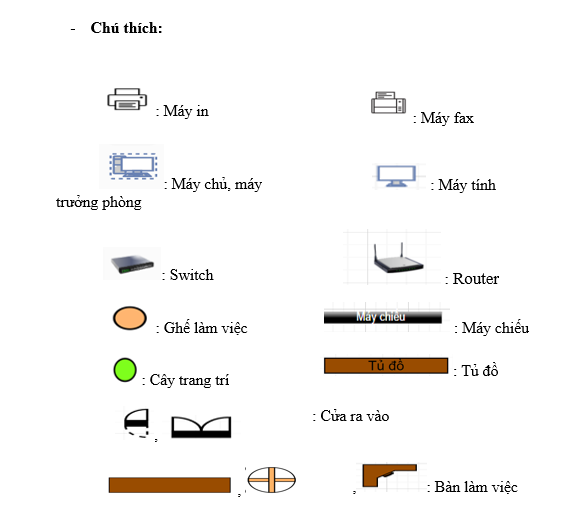 - Chú thích:
: Máy in
: Máy fax
: Máy chủ, máy trưởng phòng
: Máy tính
: Switch
: Router
: Ghế làm việc
Máy chiếu
: Máy chiếu
: Cây trang trí
Tủ đồ
: Tủ đồ
,
: Cửa ra vào
, , : Bàn làm việc